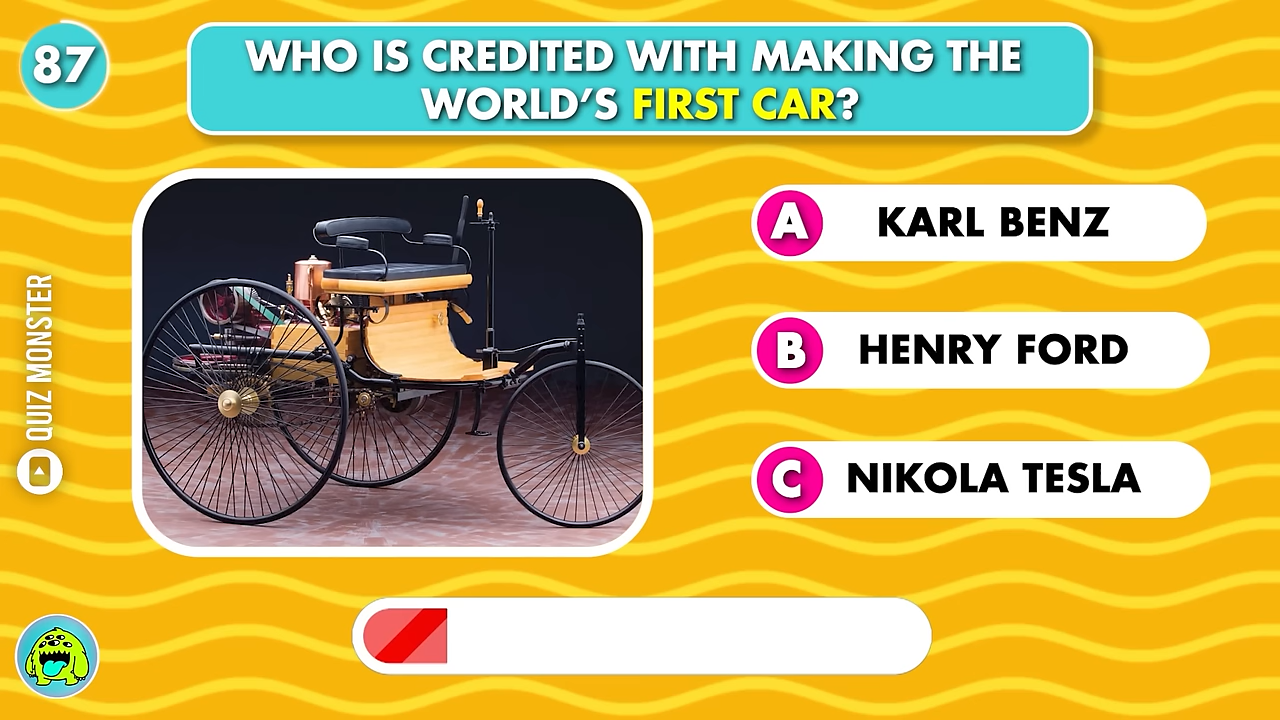 87
WHO IS CREDITED WITH MAKING THE
WORLD'S FIRST CAR?
A KARL BENZ
B HENRY FORD
C NIKOLA TESLA
QUIZ MONSTER